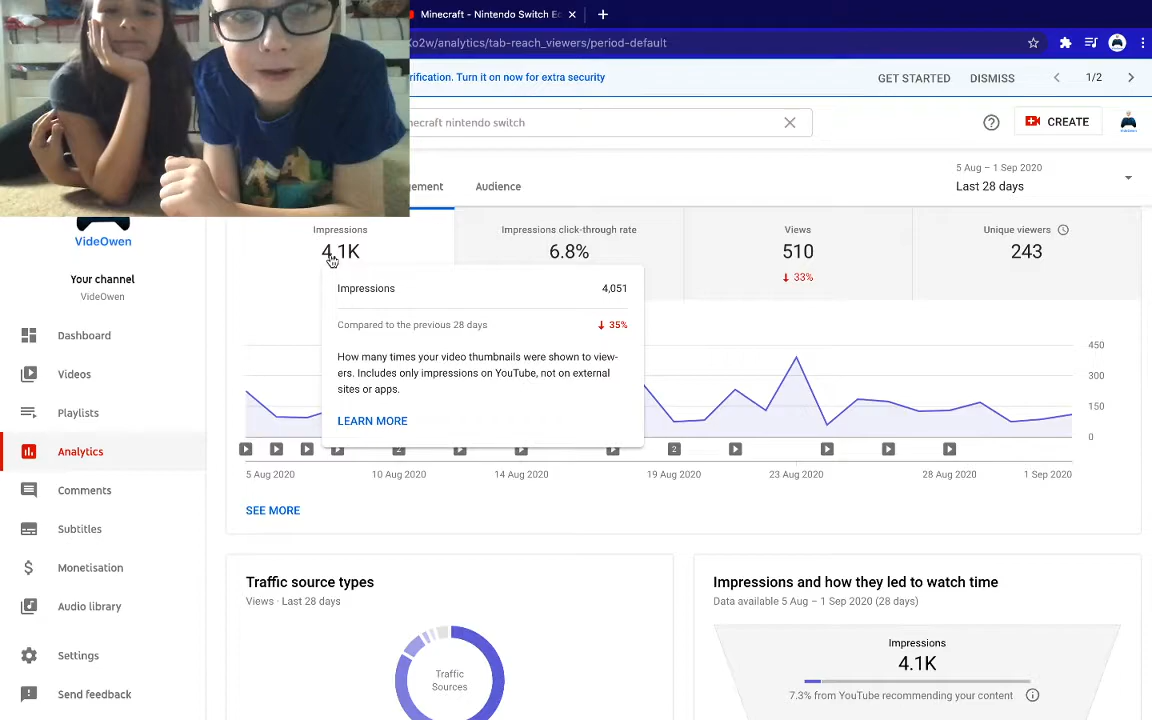 Minecraft - Nintendo Switch Ed
Ko2w/analytics/tab-reach_viewers/period-default
rification. Turn it on now for extra security
GET STARTED
DISMISS
1/2
necraft nintendo switch
CREATE
VideOwen
gement
Audience
5 Aug – 1 Sep 2020
Last 28 days
VideOwen
Your channel
VideOwen
Dashboard
Videos
Playlists
Analytics
Comments
Subtitles
Monetisation
Audio library
Settings
Send feedback
Impressions
4.1K
Impressions click-through rate
6.8%
Views
510
33%
Unique viewers
243
Impressions 4,051
Compared to the previous 28 days 35%
How many times your video thumbnails were shown to view-
ers. Includes only impressions on YouTube, not on external
sites or apps.
LEARN MORE
450
300
150
0
2
2
5 Aug 2020
10 Aug 2020
14 Aug 2020
19 Aug 2020
23 Aug 2020
28 Aug 2020
1 Sep 2020
SEE MORE
Traffic source types
Views · Last 28 days
Traffic
Sources
Impressions and how they led to watch time
Data available 5 Aug – 1 Sep 2020 (28 days)
Impressions
4.1K
7.3% from YouTube recommending your content